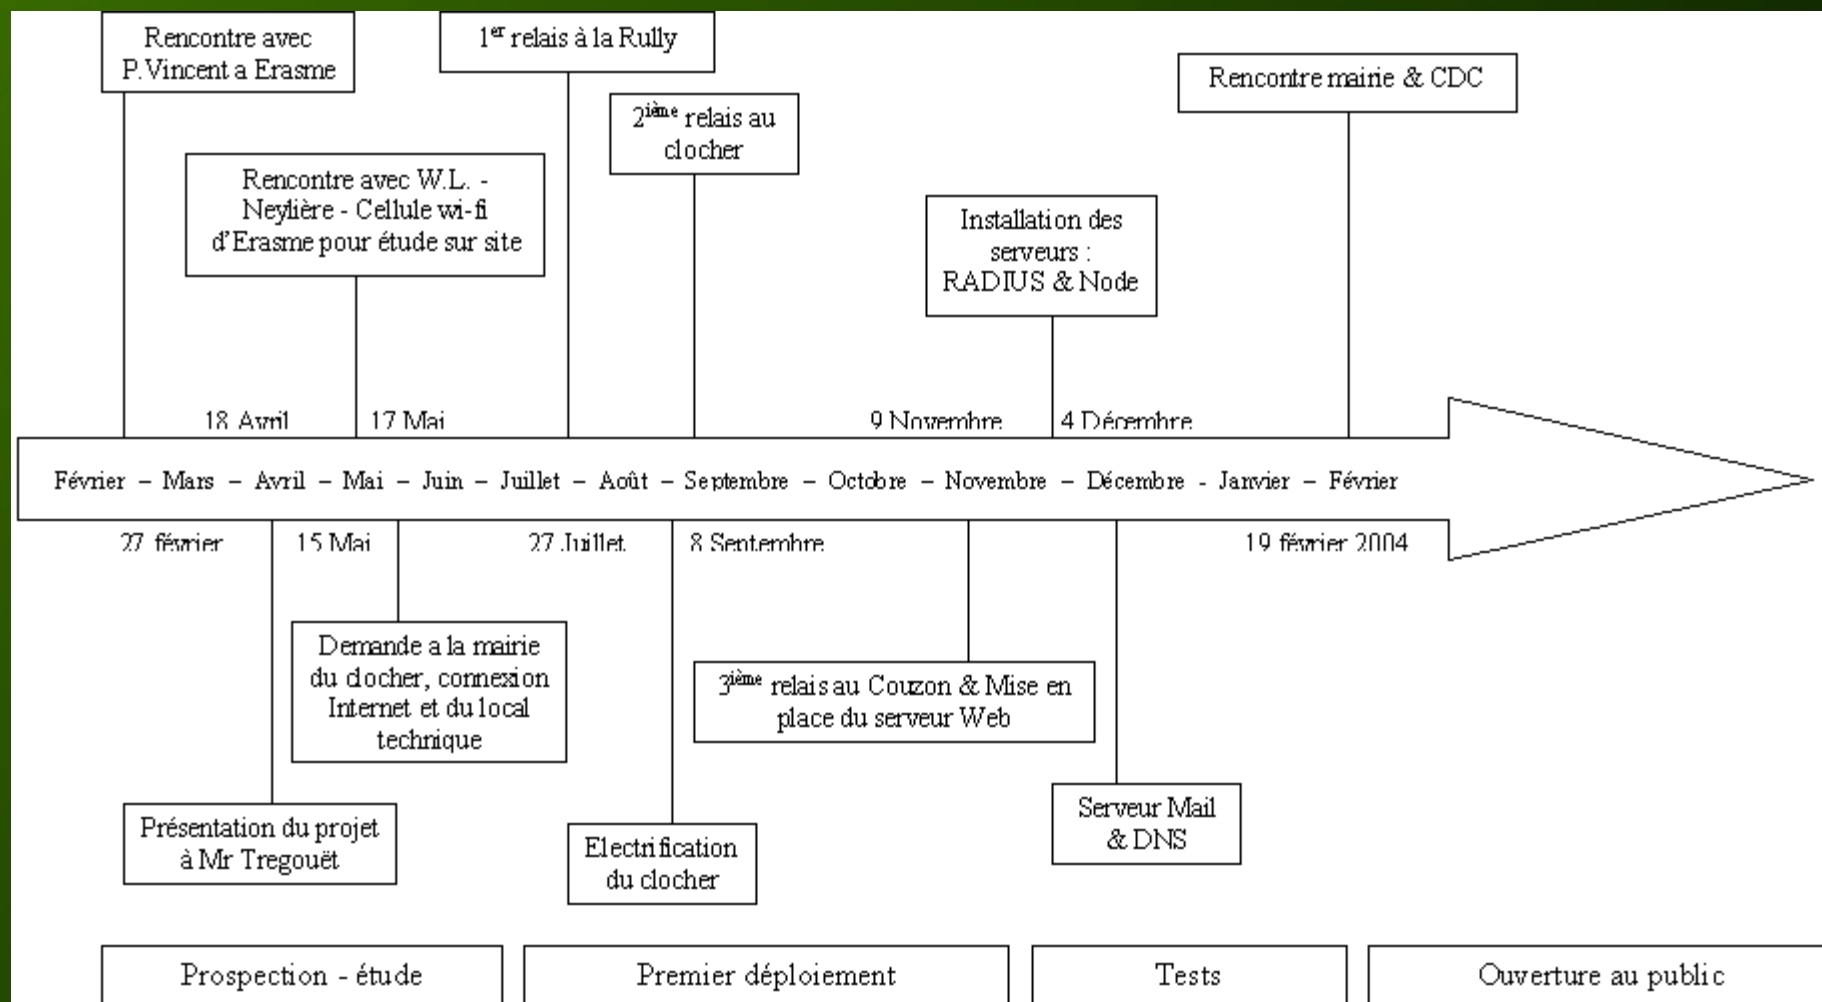 Rencontre avec
P.Vincent a Erasme
1er relais à la Rully
Rencontre mairie & CDC
2ième relais au
clocher
Rencontre avec W.L. -
Neylière - Cellule wi-fi
d'Erasme pour étude sur site
Installation des
serveurs :
RADIUS & Node
18 Avril
17 Mai
9 Novembre
4 Décembre
Février – Mars – Avril – Mai – Juin – Juillet – Août – Septembre – Octobre – Novembre – Décembre - Janvier – Février
27 février
15 Mai
27 Juillet
8 Septembre
19 février 2004
Demande a la mairie
du clocher, connexion
Internet et du local
technique
3ième relais au Couzon & Mise en
place du serveur Web
Présentation du projet
à Mr Tregouët
Electrification
du clocher
Serveur Mail
& DNS
Prospection - étude
Premier déploiement
Tests
Ouverture au public